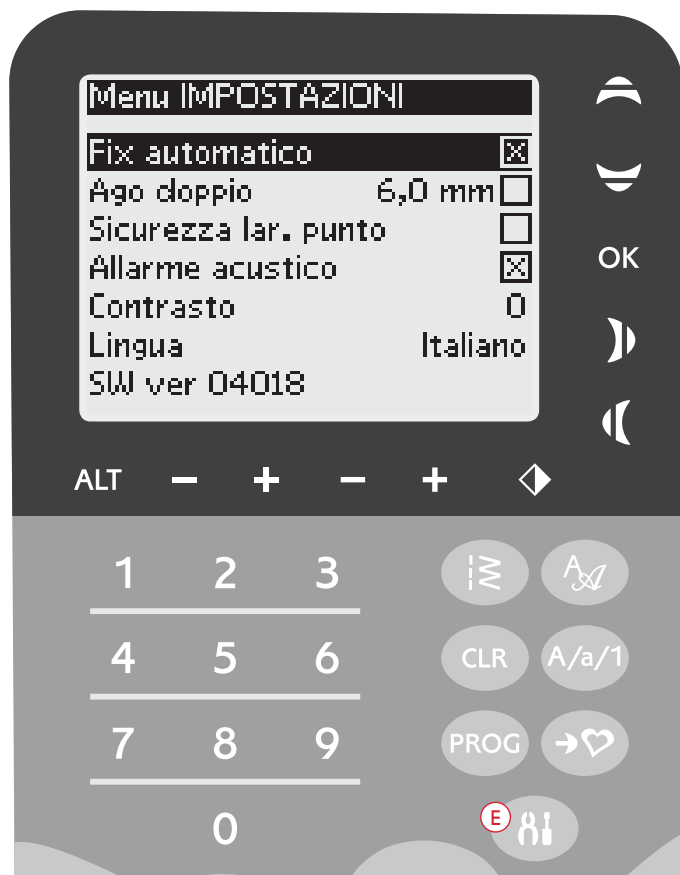 Menu IMPOSTAZIONI
Fix automatico
Ago doppio 6,0 mm
Sicurezza lar. punto
Allarme acustico
Contrasto 0
Lingua Italiano
SW ver 04018
OK
ALT - + - +
1 2 3
4 5 6 CLR A/a/1
7 8 9 PROG
0 E